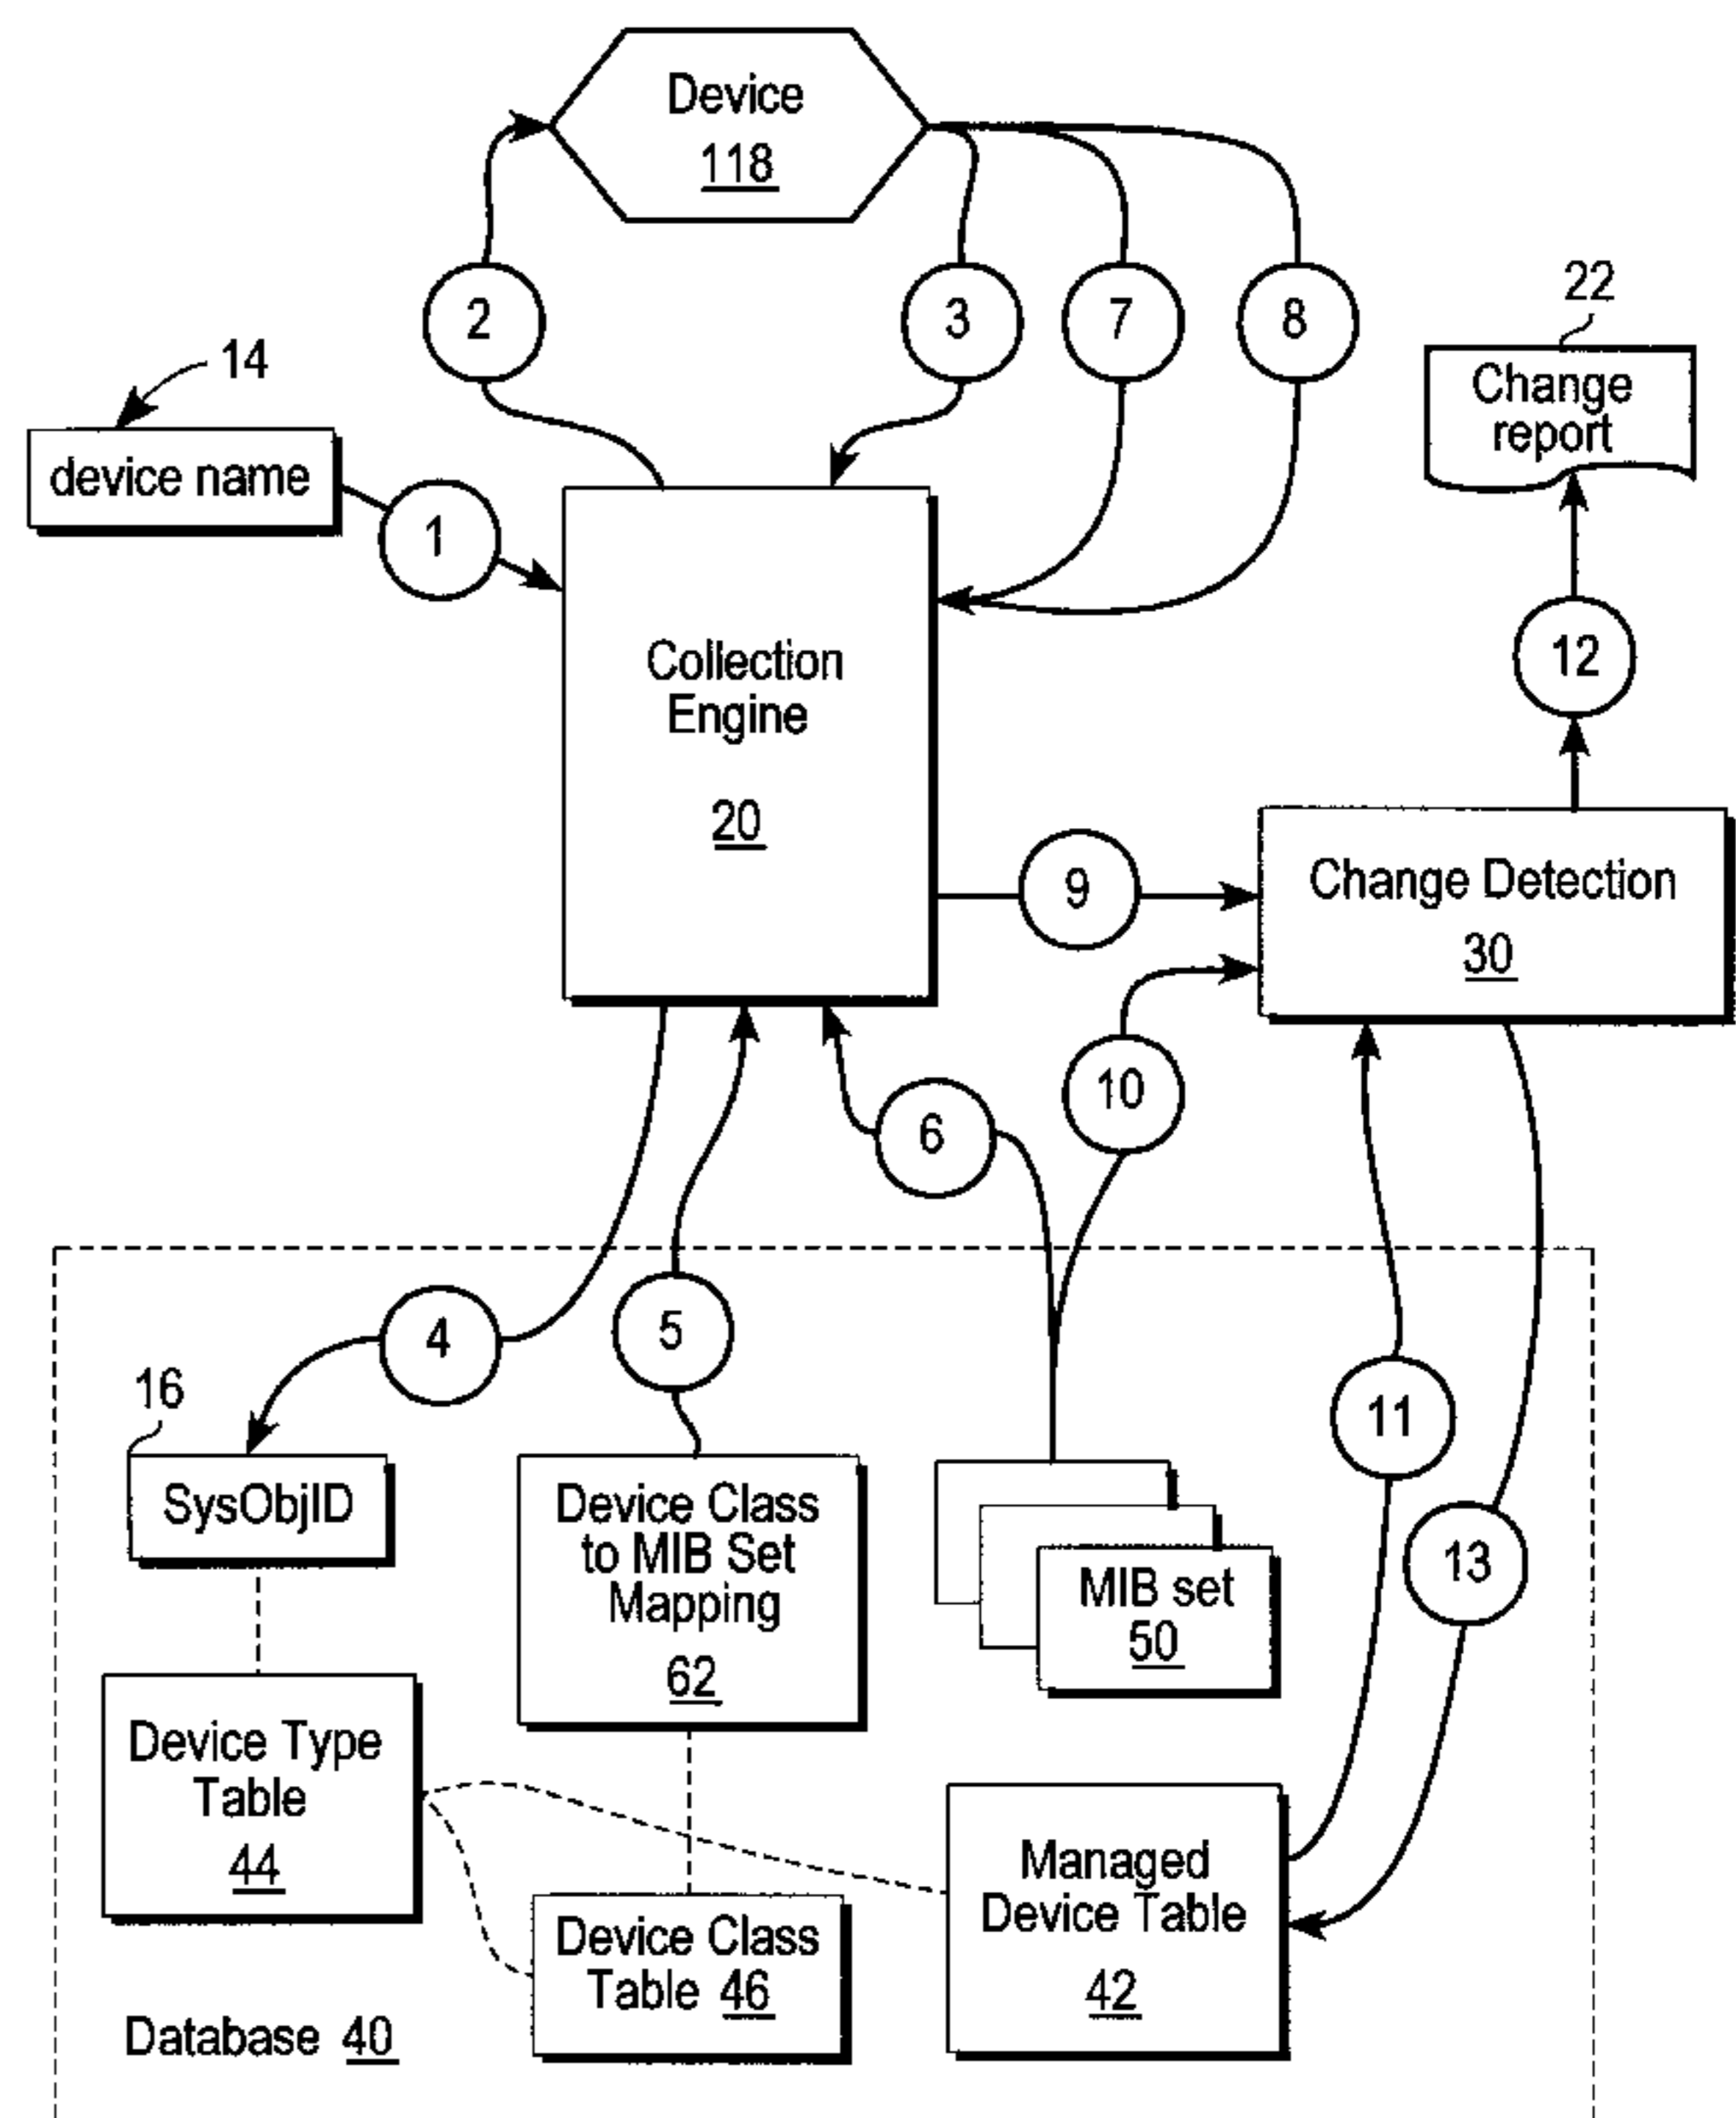 Device
118
2
3
7
8
22
14
Change
report
device name
1
12
Collection
Engine
20
9
Change Detection
30
10
6
4
5
16
11
SysObjID
Device Class
to MIB Set
Mapping
62
MIB set
50
13
Device Type
Table
44
Managed
Device Table
42
Device Class
Table 46
Database 40